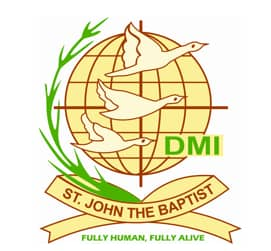 DMI
ST. JOHN THE BAPTIST
FULLY HUMAN, FULLY ALIVE